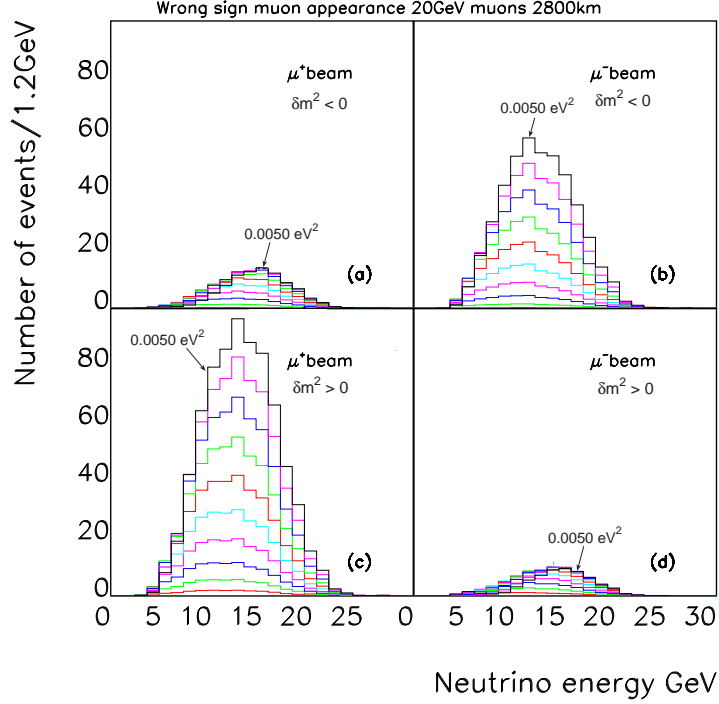 Wrong sign muon appearance 20GeV muons 2800km
Number of events/1.2GeV
80
60
40
20
0
μ⁺beam
δm² < 0
0.0050 eV²
(a)
μ⁻beam
δm² < 0
0.0050 eV²
(b)
80
60
40
20
0
μ⁺beam
δm² > 0
0.0050 eV²
(c)
μ⁻beam
δm² > 0
0.0050 eV²
(d)
0 5 10 15 20 25 0 5 10 15 20 25 30
Neutrino energy GeV